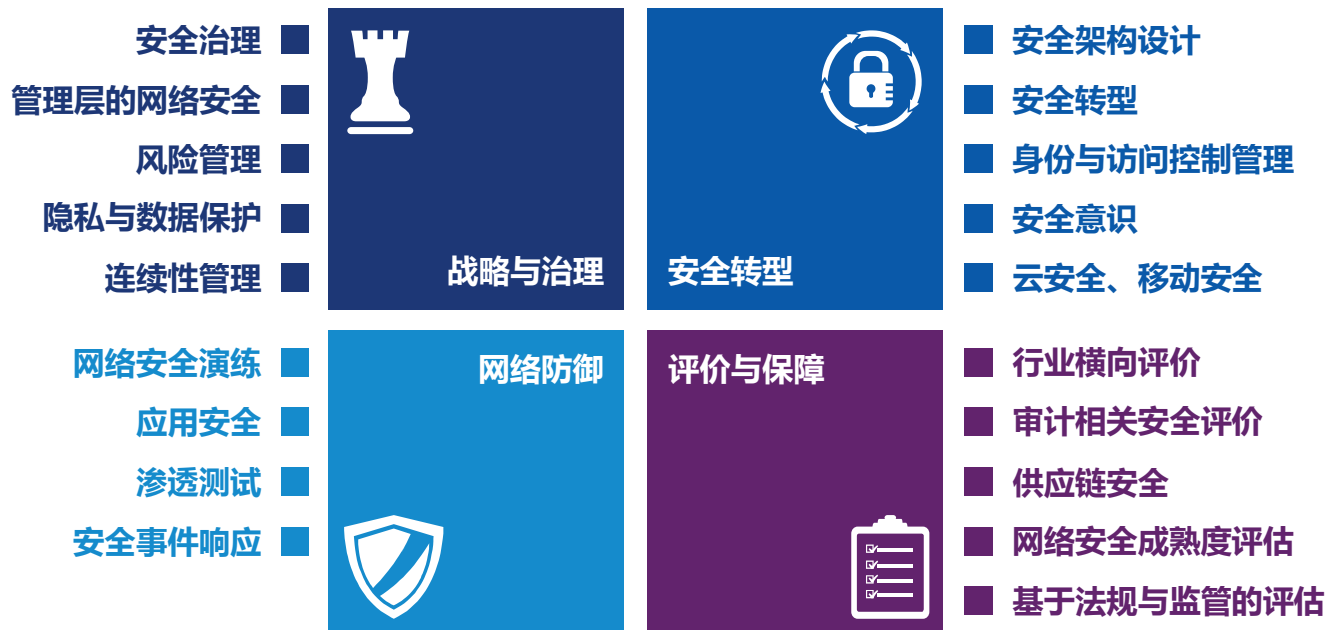 安全治理
管理层的网络安全
风险管理
隐私与数据保护
连续性管理
战略与治理
安全转型
安全架构设计
安全转型
身份与访问控制管理
安全意识
云安全、移动安全
网络安全演练
应用安全
渗透测试
安全事件响应
网络防御
评价与保障
行业横向评价
审计相关安全评价
供应链安全
网络安全成熟度评估
基于法规与监管的评估